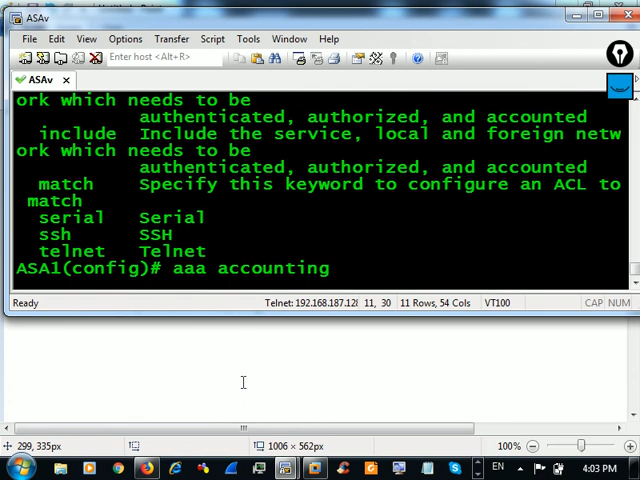 ASAv
File Edit View Options Transfer Script Tools Window Help
Enter host <Alt+R>
ASAv
ork which needs to be
authenticated, authorized, and accounted
include Include the service, local and foreign netw
ork which needs to be
authenticated, authorized, and accounted
match Specify this keyword to configure an ACL to
match
serial Serial
ssh SSH
telnet Telnet
ASA1(config)# aaa accounting
Ready Telnet: 192.168.187.128 11, 30 11 Rows, 54 Cols VT100 CAP NUM
299, 335px 1006 × 562px 100%
EN 4:03 PM